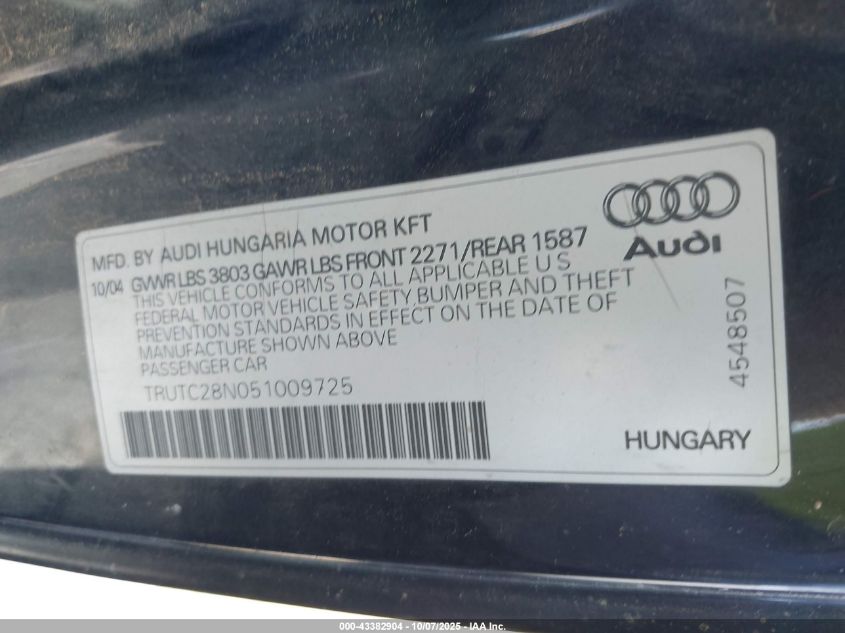 MFD. BY AUDI HUNGARIA MOTOR KFT
10/04 GVWR LBS 3803 GAWR LBS FRONT 2271/REAR 1587
THIS VEHICLE CONFORMS TO ALL APPLICABLE U S
FEDERAL MOTOR VEHICLE SAFETY BUMPER AND THEFT
PREVENTION STANDARDS IN EFFECT ON THE DATE OF
MANUFACTURE SHOWN ABOVE
PASSENGER CAR
TRUTC28N051009725
Audi
4548507
HUNGARY
000-43382904 - 10/07/2025 - IAA Inc.